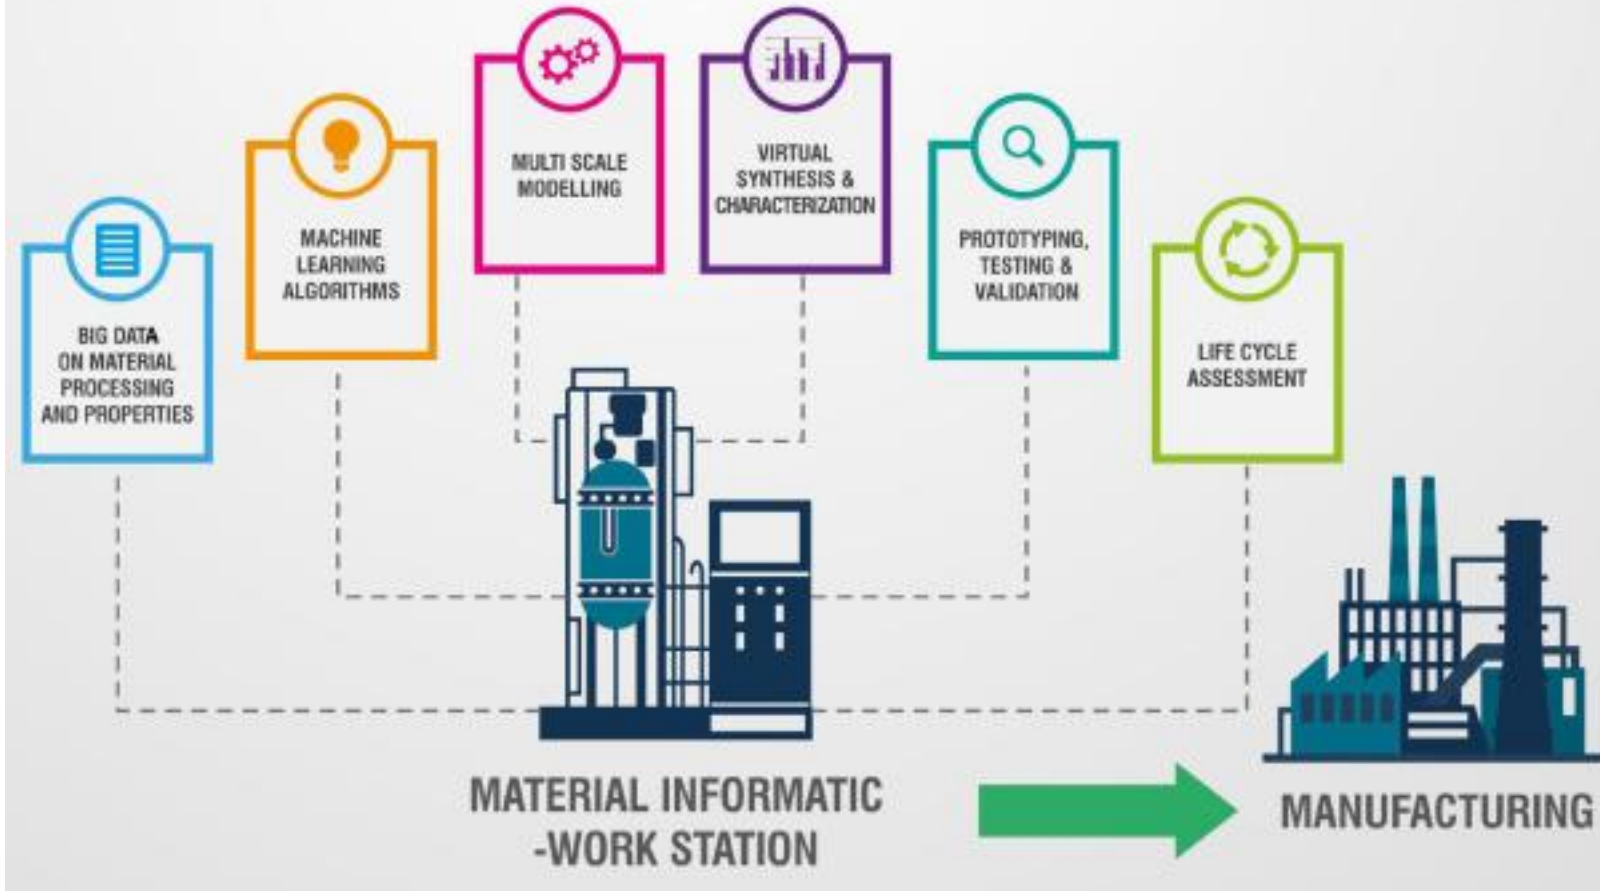 BIG DATA
ON MATERIAL
PROCESSING
AND PROPERTIES
MACHINE
LEARNING
ALGORITHMS
MULTI SCALE
MODELLING
VIRTUAL
SYNTHESIS &
CHARACTERIZATION
PROTOTYPING,
TESTING &
VALIDATION
LIFE CYCLE
ASSESSMENT
MATERIAL INFORMATIC
-WORK STATION
MANUFACTURING